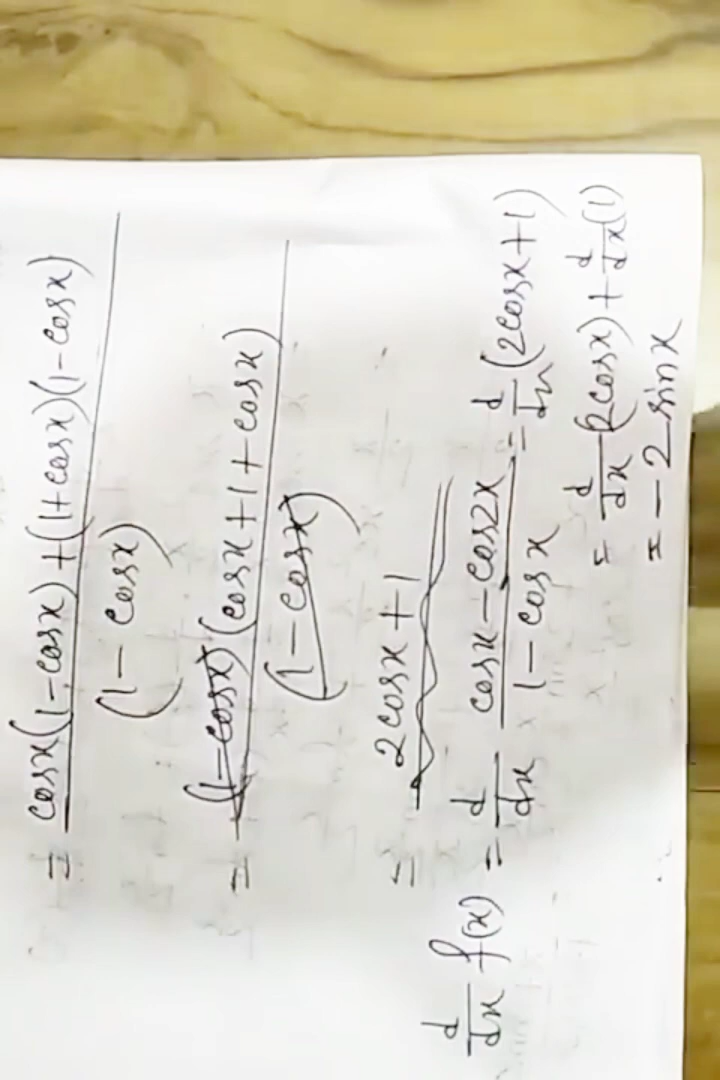 = cosx(1-cosx)+(1+cosx)(1-cosx)
(1-cosx)
= (1-cosx)(cosx+1+cosx)
(1-cosx)
= 2cosx+1
d/dx f(x) = d/dx cosx-cos2x/1-cosx = d/dx(2cosx+1)
= d/dx(2cosx)+d/dx(1)
= -2sinx